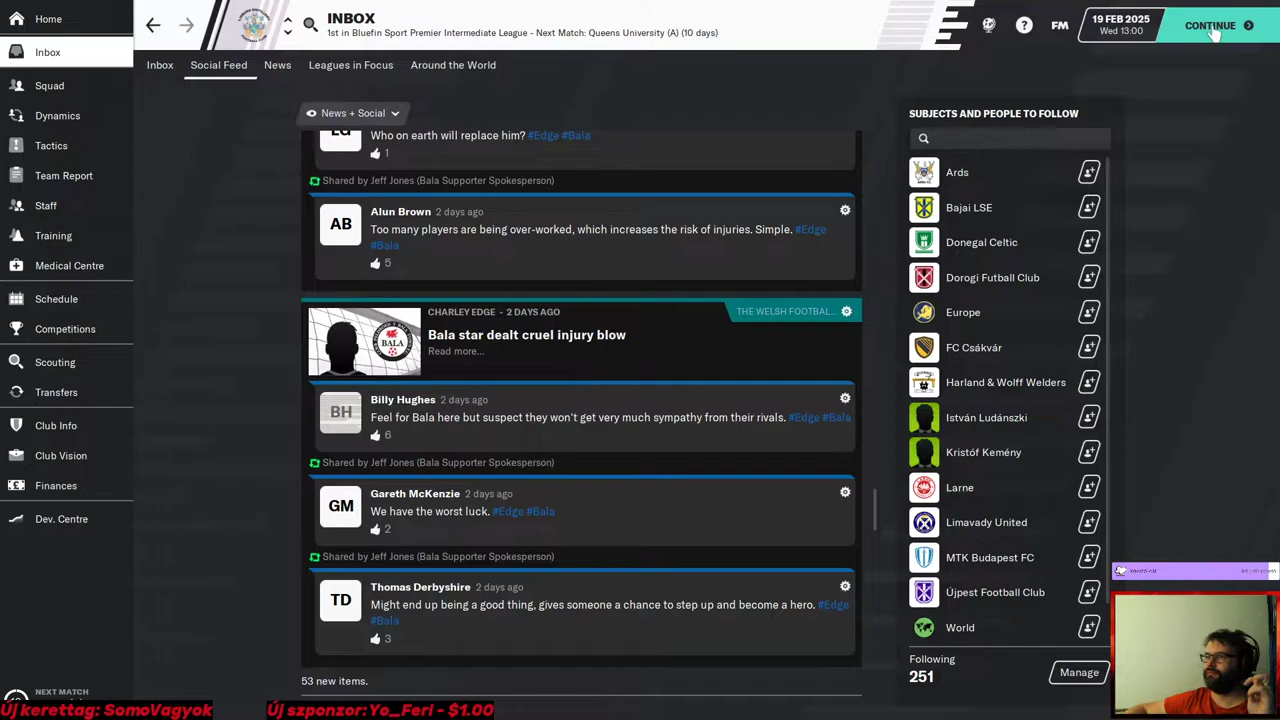 Home
INBOX
1st in Bluefin Sport Premier Intermediate League - Next Match: Queens University (A) (10 days)
FM
19 FEB 2025
Wed 13:00
CONTINUE
Inbox
Squad
Dynamics
Tactics
Team Report
Staff
Training
Medical Centre
Schedule
Competitions
Scouting
Transfers
Club Info
Club Vision
Finances
Dev. Centre
NEXT MATCH
Inbox
Social Feed
News
Leagues in Focus
Around the World
News + Social
Who on earth will replace him? #Edge #Bala
1
Shared by Jeff Jones (Bala Supporter Spokesperson)
AB
Alun Brown 2 days ago
Too many players are being over-worked, which increases the risk of injuries. Simple. #Edge
#Bala
5
CHARLEY EDGE - 2 DAYS AGO
THE WELSH FOOTBAL...
BALA
Bala star dealt cruel injury blow
Read more...
BH
Billy Hughes 2 days ago
Feel for Bala here but suspect they won't get very much sympathy from their rivals. #Edge #Bala
6
Shared by Jeff Jones (Bala Supporter Spokesperson)
GM
Gareth McKenzie 2 days ago
We have the worst luck. #Edge #Bala
2
Shared by Jeff Jones (Bala Supporter Spokesperson)
TD
Thomas Derbyshire 2 days ago
Might end up being a good thing, gives someone a chance to step up and become a hero. #Edge
#Bala
3
53 new items.
SUBJECTS AND PEOPLE TO FOLLOW
Ards
Bajai LSE
Donegal Celtic
Dorogi Futball Club
Europe
FC Csákvár
Harland & Wolff Welders
István Ludánszki
Kristóf Kemény
Larne
Limavady United
MTK Budapest FC
Újpest Football Club
World
Following
251
Manage
Új kerettag: SomoVagyok
Új szponzor: Yo_Feri - $1.00